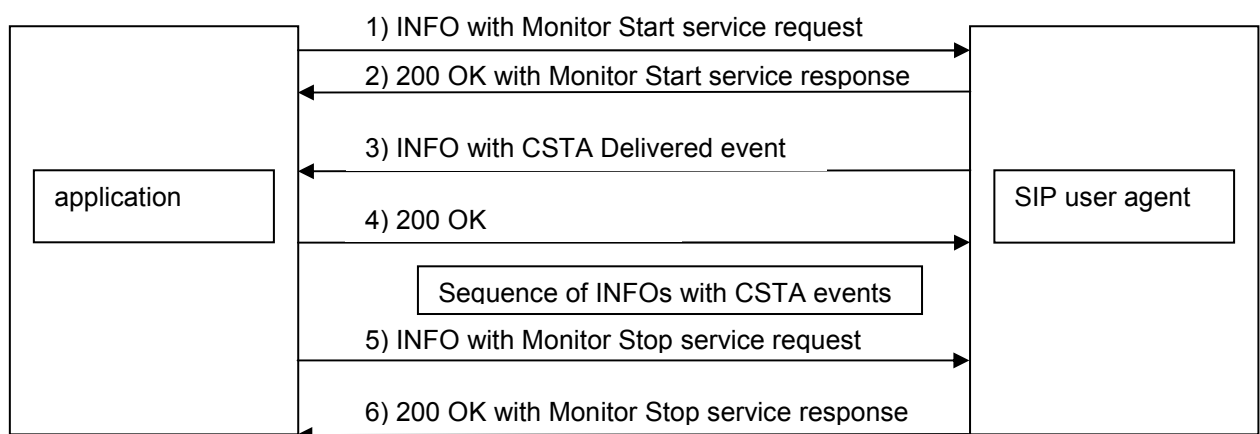 1) INFO with Monitor Start service request
2) 200 OK with Monitor Start service response
3) INFO with CSTA Delivered event
application
SIP user agent
4) 200 OK
Sequence of INFOs with CSTA events
5) INFO with Monitor Stop service request
6) 200 OK with Monitor Stop service response